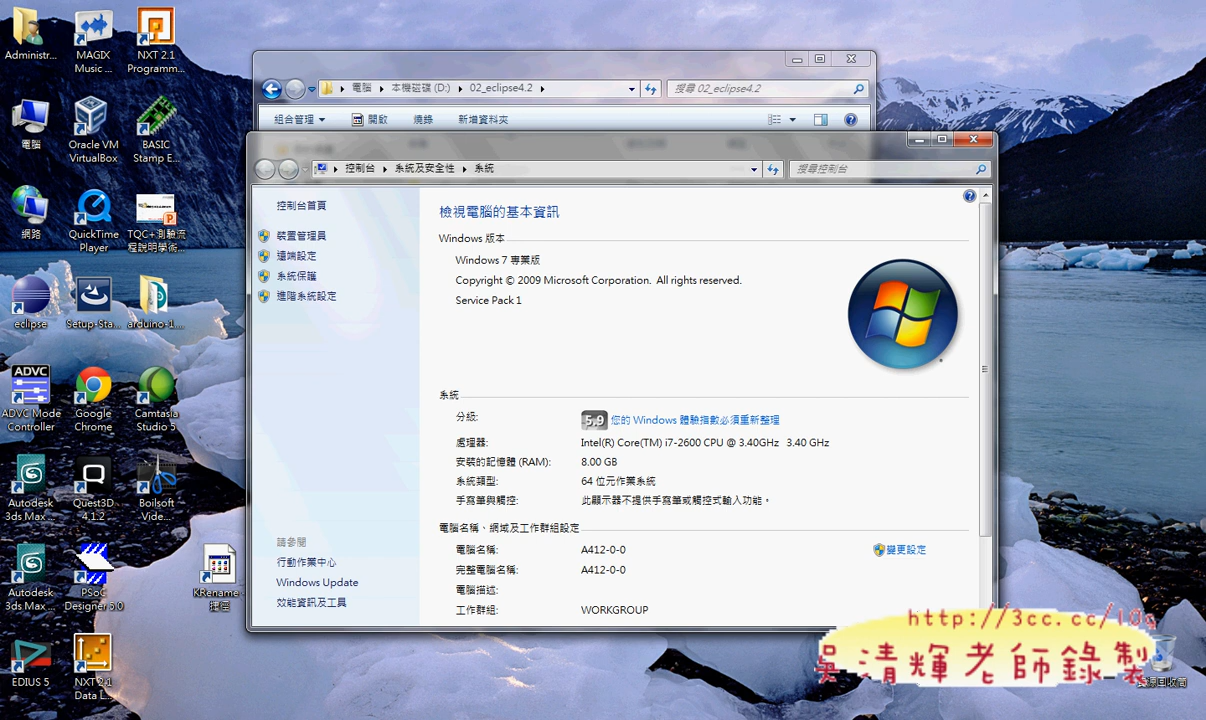 Administr...
MAGIX
Music ...
NXT 2.1
Programm...
電腦
Oracle VM
VirtualBox
BASIC
Stamp E...
網路
QuickTime
Player
TQC+測驗流
程說明學術...
eclipse
Setup-Sta...
arduino-1....
ADVC
ADVC Mode
Controller
Google
Chrome
Camtasia
Studio 5
Autodesk
3ds Max ...
Quest3D
4.1.2
Boilsoft
Vide...
Autodesk
3ds Max ...
PSoC
Designer 5.0
KRename -
捷徑
EDIUS 5
NXT 2.1
Data L...
電腦 本機磁碟 (D:) 02_eclipse4.2
搜尋 02_eclipse4.2
組合管理 開啟 燒錄 新增資料夾
控制台 系統及安全性 系統
搜尋控制台
控制台首頁
裝置管理員
遠端設定
系統保護
進階系統設定
請參閱
行動作業中心
Windows Update
效能資訊及工具
檢視電腦的基本資訊
Windows 版本
Windows 7 專業版
Copyright © 2009 Microsoft Corporation. All rights reserved.
Service Pack 1
系統
分級: 5.9 您的 Windows 體驗指數必須重新整理
處理器: Intel(R) Core(TM) i7-2600 CPU @ 3.40GHz 3.40 GHz
安裝的記憶體 (RAM): 8.00 GB
系統類型: 64 位元作業系統
手寫筆與觸控: 此顯示器不提供手寫筆或觸控式輸入功能。
電腦名稱、網域及工作群組設定
電腦名稱: A412-0-0
變更設定
完整電腦名稱: A412-0-0
電腦描述:
工作群組: WORKGROUP
http://3cc.cc/10q
吳清輝老師錄製
資源回收筒